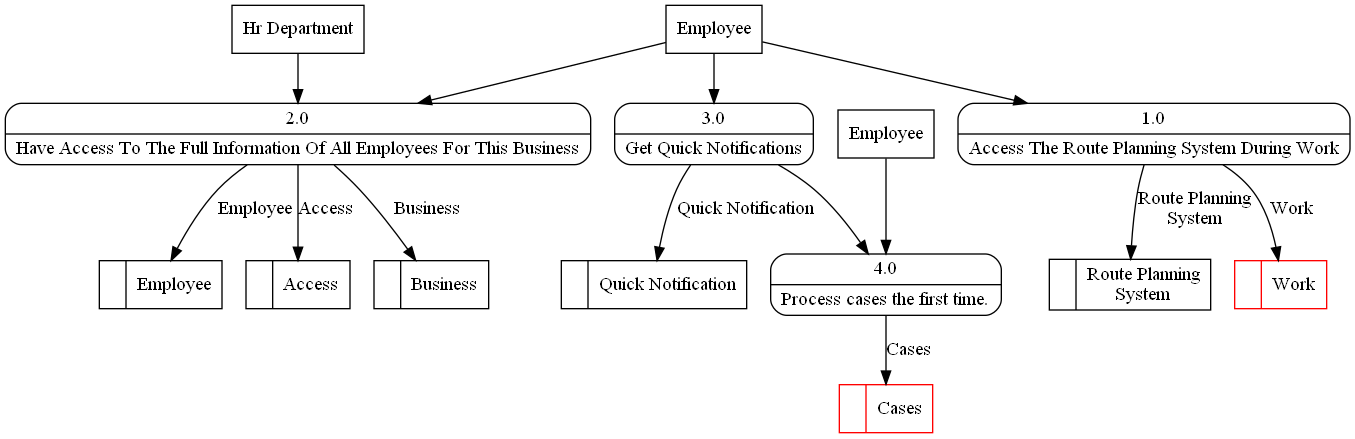 Hr Department
Employee
2.0
Have Access To The Full Information Of All Employees For This Business
3.0
Get Quick Notifications
Employee
1.0
Access The Route Planning System During Work
Employee
Access
Business
Quick Notification
Route Planning
System
Work
Employee
Access
Business
Quick Notification
4.0
Process cases the first time.
Route Planning
System
Work
Cases
Cases